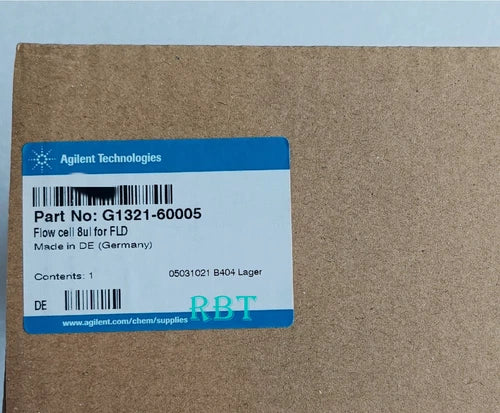 Agilent Technologies
Part No: G1321-60005
Flow cell 8ul for FLD
Made in DE (Germany)
Contents: 1
05031021 B404 Lager
DE
RBT
www.agilent.com/chem/supplies